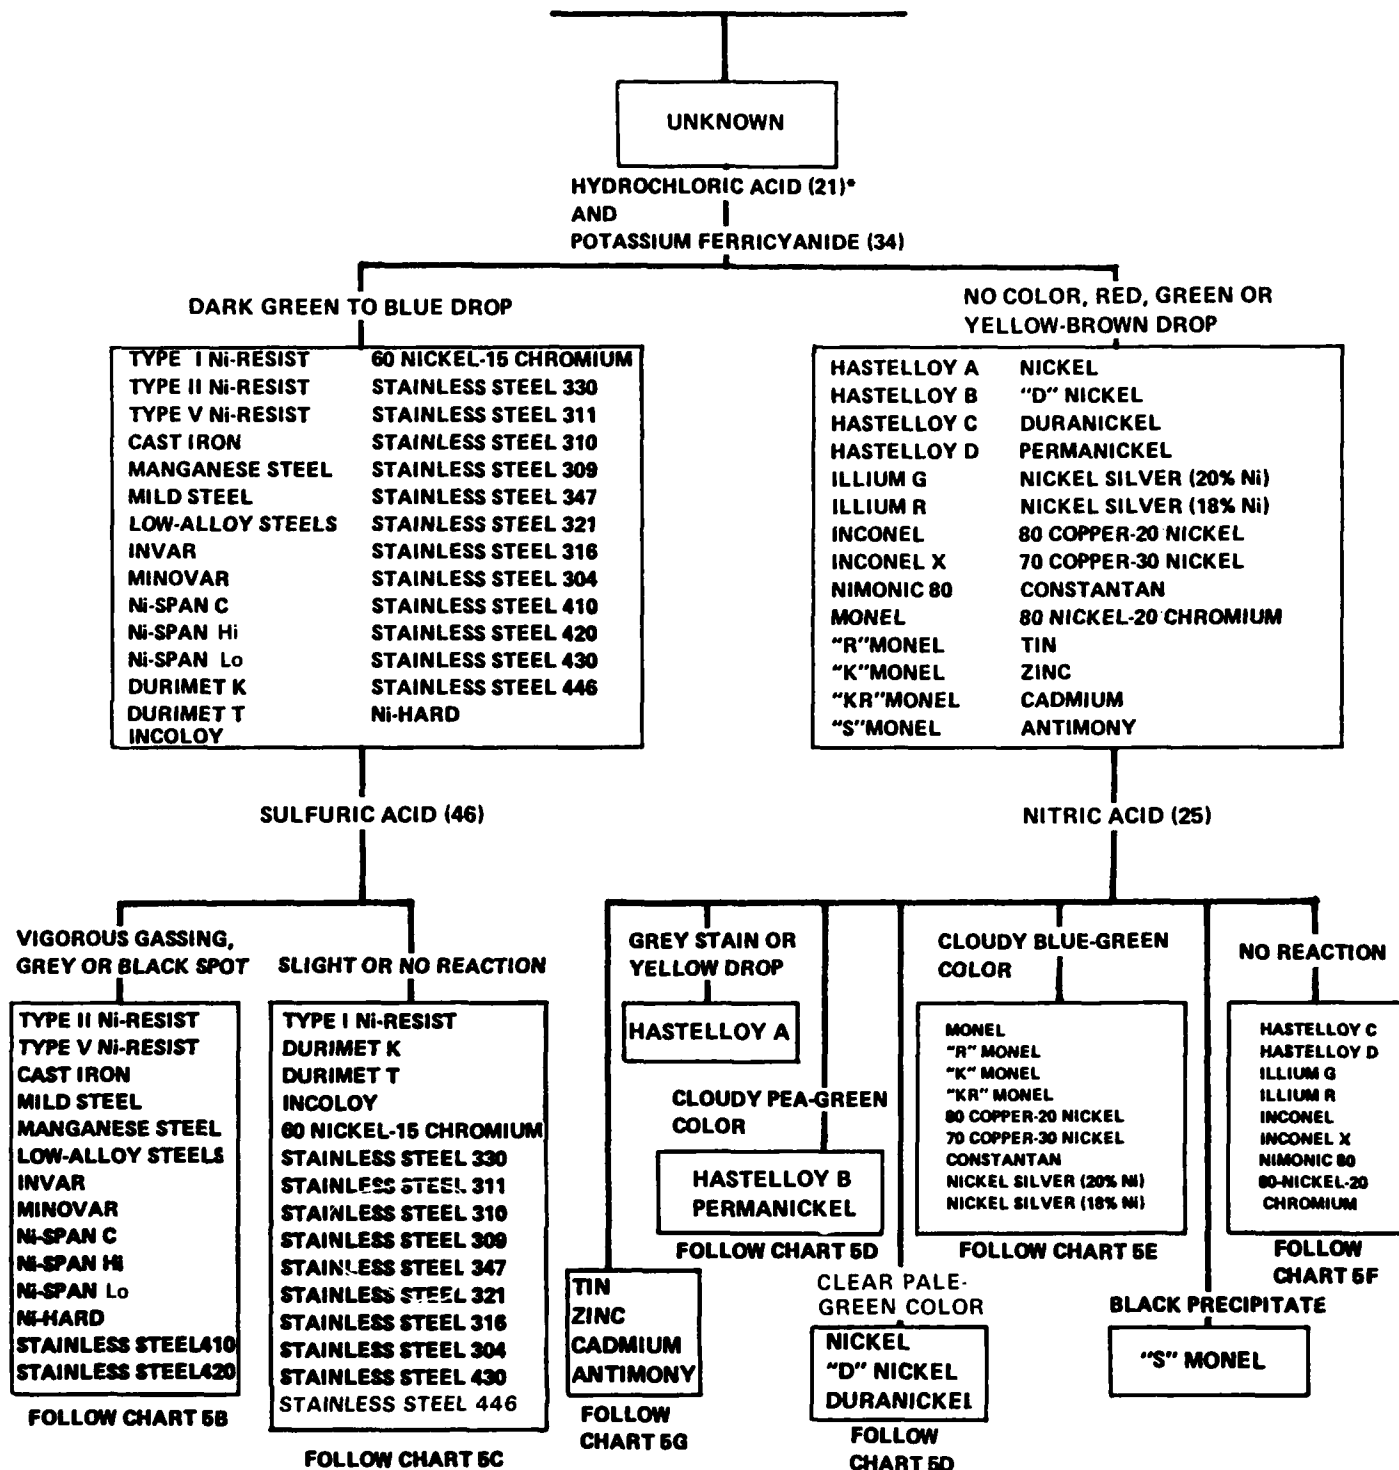 UNKNOWN
HYDROCHLORIC ACID (21)*
AND
POTASSIUM FERRICYANIDE (34)
DARK GREEN TO BLUE DROP
TYPE I Ni-RESIST
TYPE II Ni-RESIST
TYPE V Ni-RESIST
CAST IRON
MANGANESE STEEL
MILD STEEL
LOW-ALLOY STEELS
INVAR
MINOVAR
Ni-SPAN C
Ni-SPAN Hi
Ni-SPAN Lo
DURIMET K
DURIMET T
INCOLOY
60 NICKEL-15 CHROMIUM
STAINLESS STEEL 330
STAINLESS STEEL 311
STAINLESS STEEL 310
STAINLESS STEEL 309
STAINLESS STEEL 347
STAINLESS STEEL 321
STAINLESS STEEL 316
STAINLESS STEEL 304
STAINLESS STEEL 410
STAINLESS STEEL 420
STAINLESS STEEL 430
STAINLESS STEEL 446
Ni-HARD
NO COLOR, RED, GREEN OR
YELLOW-BROWN DROP
HASTELLOY A
HASTELLOY B
HASTELLOY C
HASTELLOY D
ILLIUM G
ILLIUM R
INCONEL
INCONEL X
NIMONIC 80
MONEL
"R"MONEL
"K"MONEL
"KR"MONEL
"S"MONEL
NICKEL
"D" NICKEL
DURANICKEL
PERMANICKEL
NICKEL SILVER (20% Ni)
NICKEL SILVER (18% Ni)
80 COPPER-20 NICKEL
70 COPPER-30 NICKEL
CONSTANTAN
80 NICKEL-20 CHROMIUM
TIN
ZINC
CADMIUM
ANTIMONY
SULFURIC ACID (46)
NITRIC ACID (25)
VIGOROUS GASSING,
GREY OR BLACK SPOT
TYPE II Ni-RESIST
TYPE V Ni-RESIST
CAST IRON
MILD STEEL
MANGANESE STEEL
LOW-ALLOY STEELS
INVAR
MINOVAR
Ni-SPAN C
Ni-SPAN Hi
Ni-SPAN Lo
Ni-HARD
STAINLESS STEEL410
STAINLESS STEEL420
FOLLOW CHART 5B
SLIGHT OR NO REACTION
TYPE I Ni-RESIST
DURIMET K
DURIMET T
INCOLOY
60 NICKEL-15 CHROMIUM
STAINLESS STEEL 330
STAINLESS STEEL 311
STAINLESS STEEL 310
STAINLESS STEEL 309
STAINLESS STEEL 347
STAINLESS STEEL 321
STAINLESS STEEL 316
STAINLESS STEEL 304
STAINLESS STEEL 430
STAINLESS STEEL 446
FOLLOW CHART 5C
TIN
ZINC
CADMIUM
ANTIMONY
FOLLOW
CHART 5G
GREY STAIN OR
YELLOW DROP
HASTELLOY A
CLOUDY PEA-GREEN
COLOR
HASTELLOY B
PERMANICKEL
FOLLOW CHART 5D
CLEAR PALE-
GREEN COLOR
NICKEL
"D" NICKEL
DURANICKEL
FOLLOW
CHART 5D
CLOUDY BLUE-GREEN
COLOR
MONEL
"R" MONEL
"K" MONEL
"KR" MONEL
80 COPPER-20 NICKEL
70 COPPER-30 NICKEL
CONSTANTAN
NICKEL SILVER (20% Ni)
NICKEL SILVER (18% Ni)
FOLLOW CHART 5E
BLACK PRECIPITATE
"S" MONEL
NO REACTION
HASTELLOY C
HASTELLOY D
ILLIUM G
ILLIUM R
INCONEL
INCONEL X
NIMONIC 80
80-NICKEL-20
CHROMIUM
FOLLOW
CHART 5F